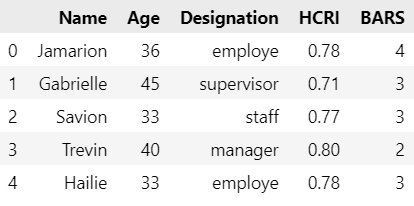 Name Age Designation HCRI BARS
0 Jamarion 36 employe 0.78 4
1 Gabrielle 45 supervisor 0.71 3
2 Savion 33 staff 0.77 3
3 Trevin 40 manager 0.80 2
4 Hailie 33 employe 0.78 3